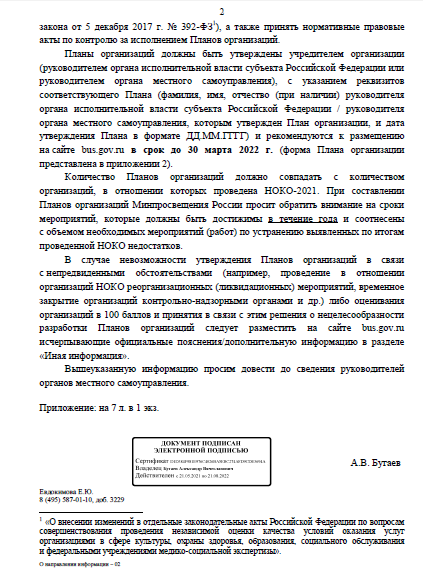 2
закона от 5 декабря 2017 г. № 392-ФЗ1), а также принять нормативные правовые
акты по контролю за исполнением Планов организаций.
Планы организаций должны быть утверждены учредителем организации
(руководителем органа исполнительной власти субъекта Российской Федерации или
руководителем органа местного самоуправления), с указанием реквизитов
соответствующего Плана (фамилия, имя, отчество (при наличии) руководителя
органа исполнительной власти субъекта Российской Федерации / руководителя
органа местного самоуправления, которым утвержден План организации, и дата
утверждения Плана в формате ДД.ММ.ГГГГ) и рекомендуются к размещению
на сайте bus.gov.ru в срок до 30 марта 2022 г. (форма Плана организации
представлена в приложении 2).
Количество Планов организаций должно совпадать с количеством
организаций, в отношении которых проведена НОКО-2021. При составлении
Планов организаций Минпросвещения России просит обратить внимание на сроки
мероприятий, которые должны быть достижимы в течение года и соотнесены
с объемом необходимых мероприятий (работ) по устранению выявленных по итогам
проведенной НОКО недостатков.
В случае невозможности утверждения Планов организаций в связи
с непредвиденными обстоятельствами (например, проведение в отношении
организаций НОКО реорганизационных (ликвидационных) мероприятий, временное
закрытие организаций контрольно-надзорными органами и др.) либо оценивания
организаций в 100 баллов и принятия в связи с этим решения о нецелесообразности
разработки Планов организаций следует разместить на сайте bus.gov.ru
исчерпывающие официальные пояснения/дополнительную информацию в разделе
«Иная информация».
Вышеуказанную информацию просим довести до сведения руководителей
органов местного самоуправления.
Приложение: на 7 л. в 1 экз.
ДОКУМЕНТ ПОДПИСАН
ЭЛЕКТРОННОЙ ПОДПИСЬЮ
Сертификат
Владелец Бугаев Александр Вячеславович
Действителен с 21.05.2021 по 21.08.2022
А.В. Бугаев
Евдокимова Е.Ю.
8 (495) 587-01-10, доб. 3229
1 «О внесении изменений в отдельные законодательные акты Российской Федерации по вопросам
совершенствования проведения независимой оценки качества условий оказания услуг
организациями в сфере культуры, охраны здоровья, образования, социального обслуживания
и федеральными учреждениями медико-социальной экспертизы».
О направлении информации – 02